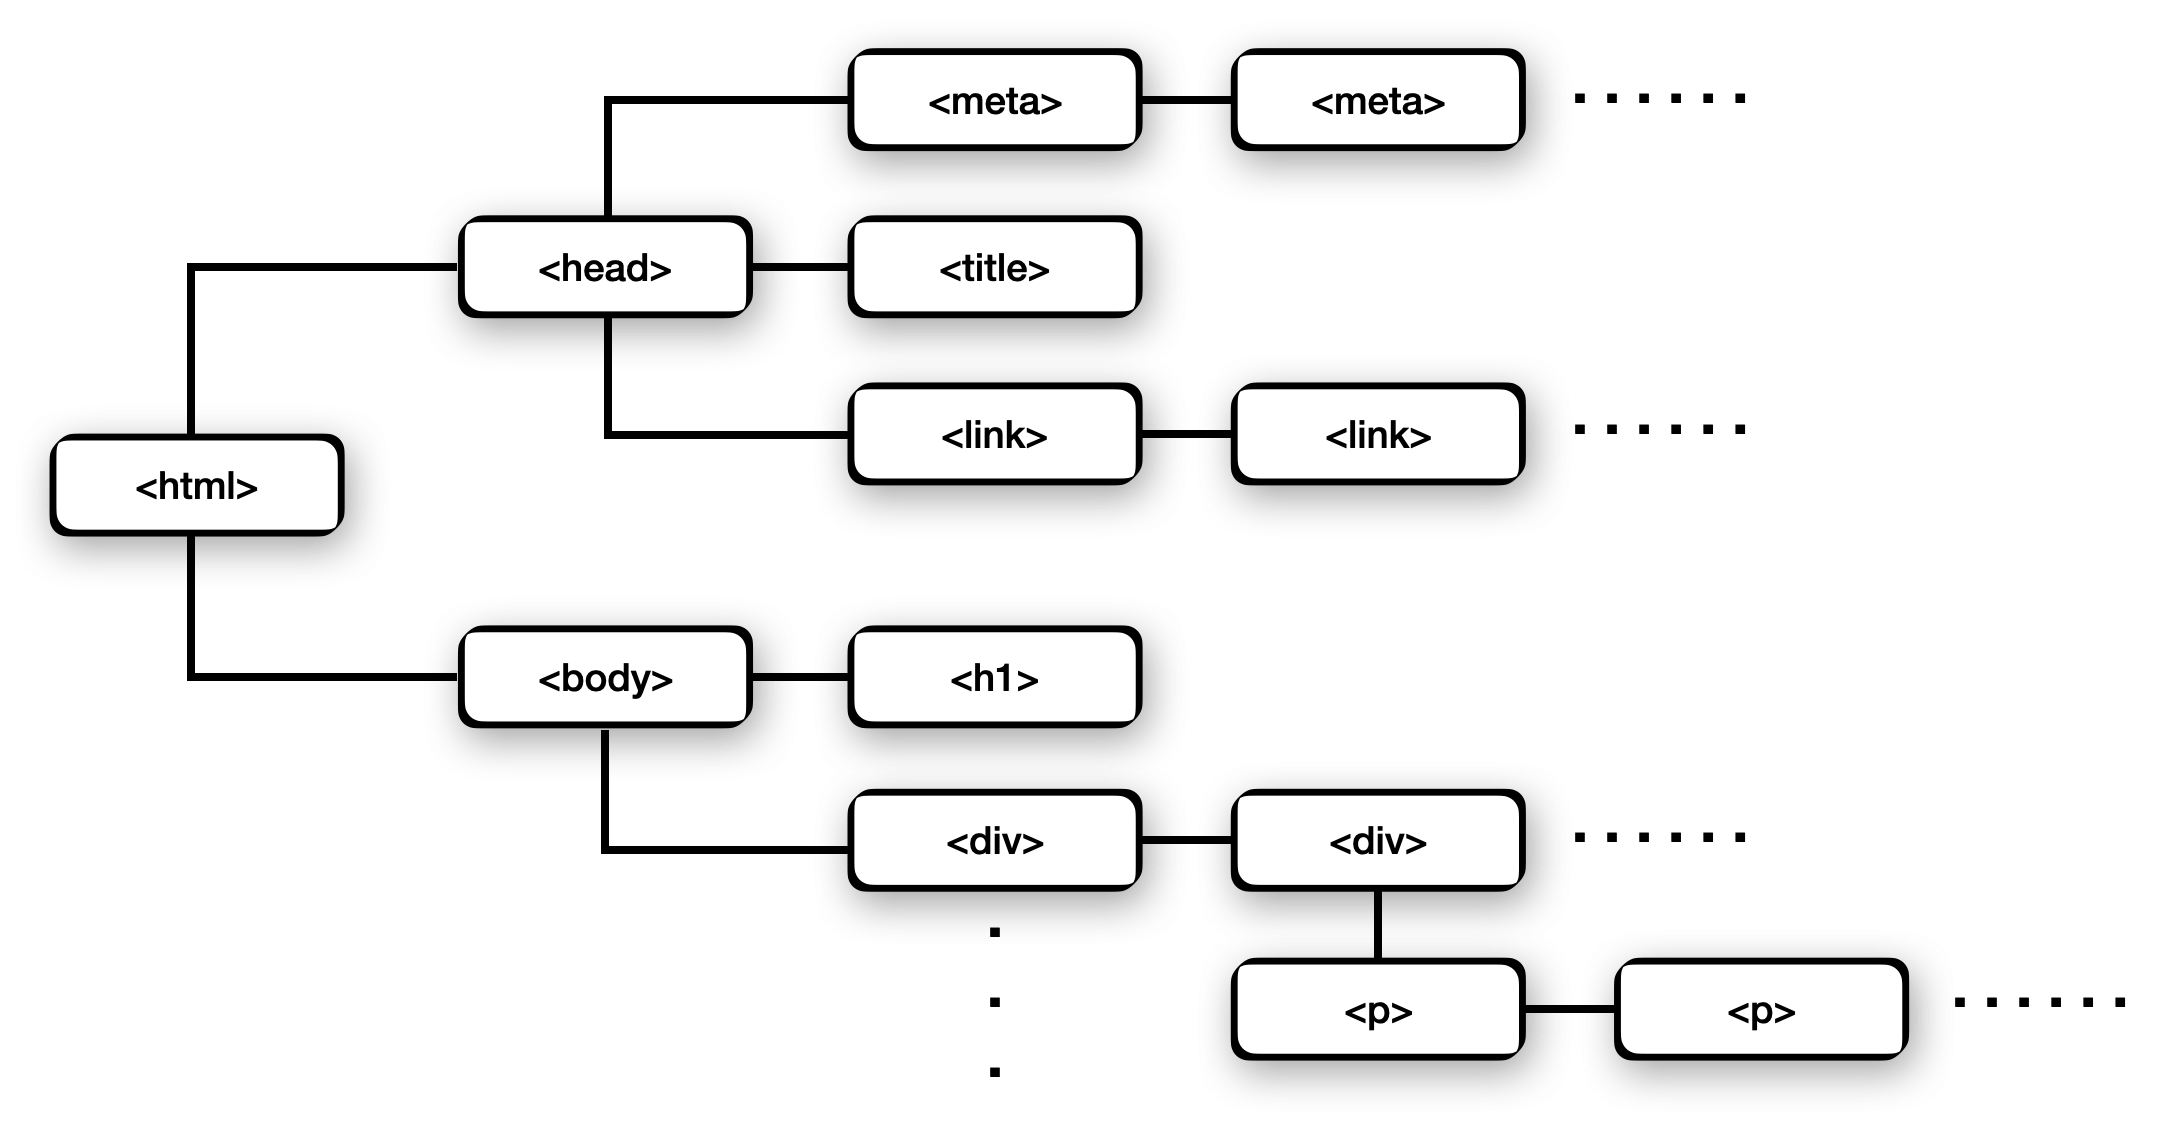 <meta> <meta> ......
<head> <title>
<link> <link> ......
<html>
<body> <h1>
<div> <div> ......
.
<p> <p> ......
.
.